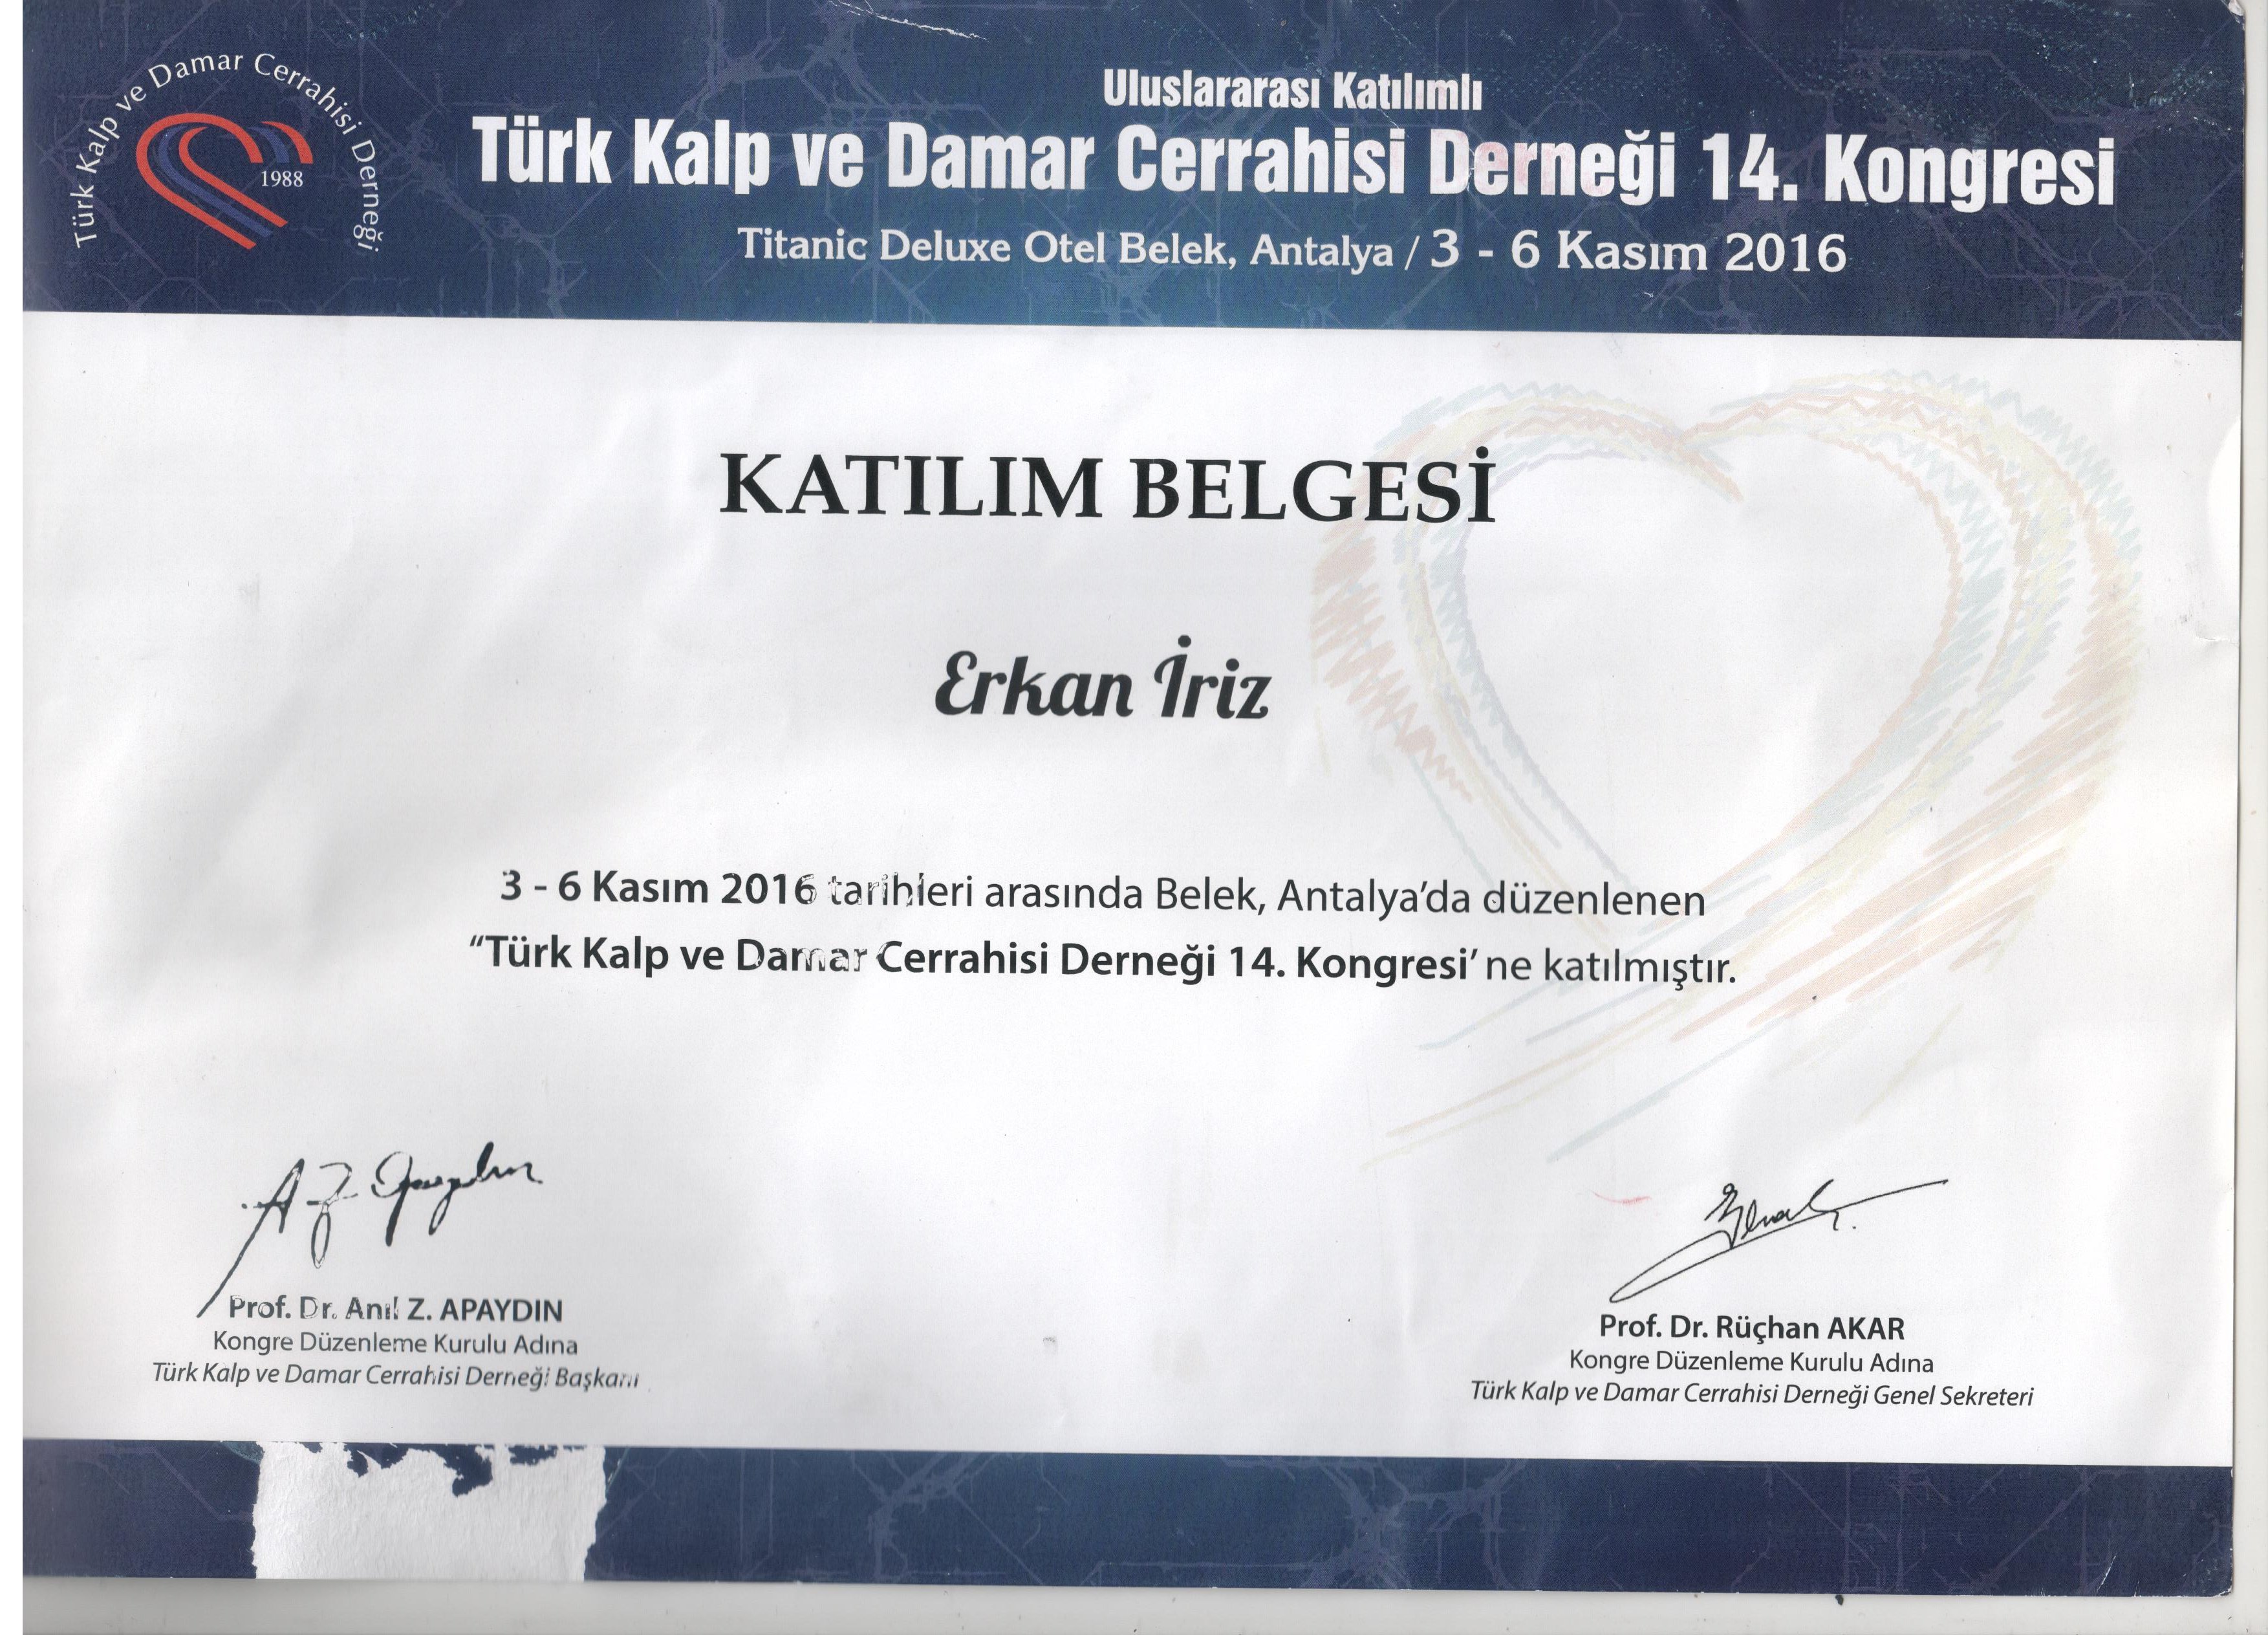 Türk Kalp ve Damar Cerrahisi Derneği
1988
Uluslararası Katılımlı
Türk Kalp ve Damar Cerrahisi Derneği 14. Kongresi
Titanic Deluxe Otel Belek, Antalya / 3 - 6 Kasım 2016
KATILIM BELGESİ
Erkan İriz
3 - 6 Kasım 2016 tarihleri arasında Belek, Antalya’da düzenlenen
“Türk Kalp ve Damar Cerrahisi Derneği 14. Kongresi’ ne katılmıştır.
Prof. Dr. Anıl Z. APAYDIN
Kongre Düzenleme Kurulu Adına
Türk Kalp ve Damar Cerrahisi Derneği Başkanı
Prof. Dr. Rüçhan AKAR
Kongre Düzenleme Kurulu Adına
Türk Kalp ve Damar Cerrahisi Derneği Genel Sekreteri